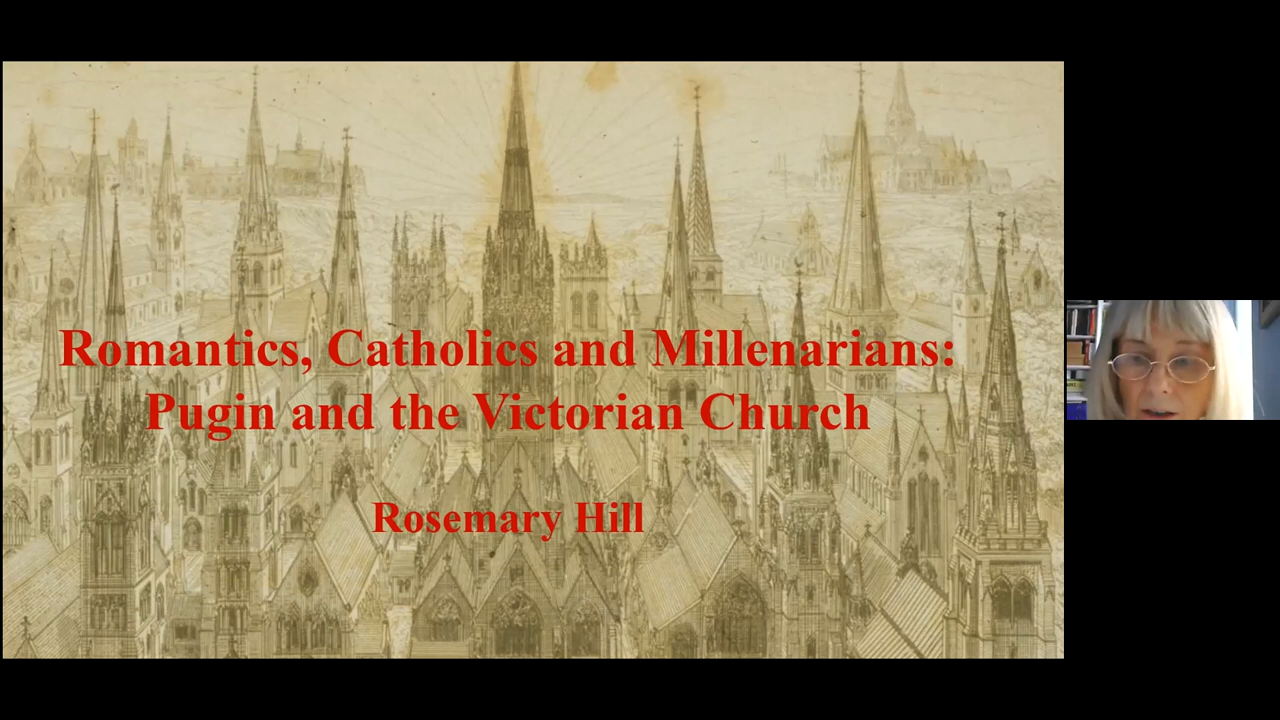 Romantics, Catholics and Millenarians:
Pugin and the Victorian Church
Rosemary Hill